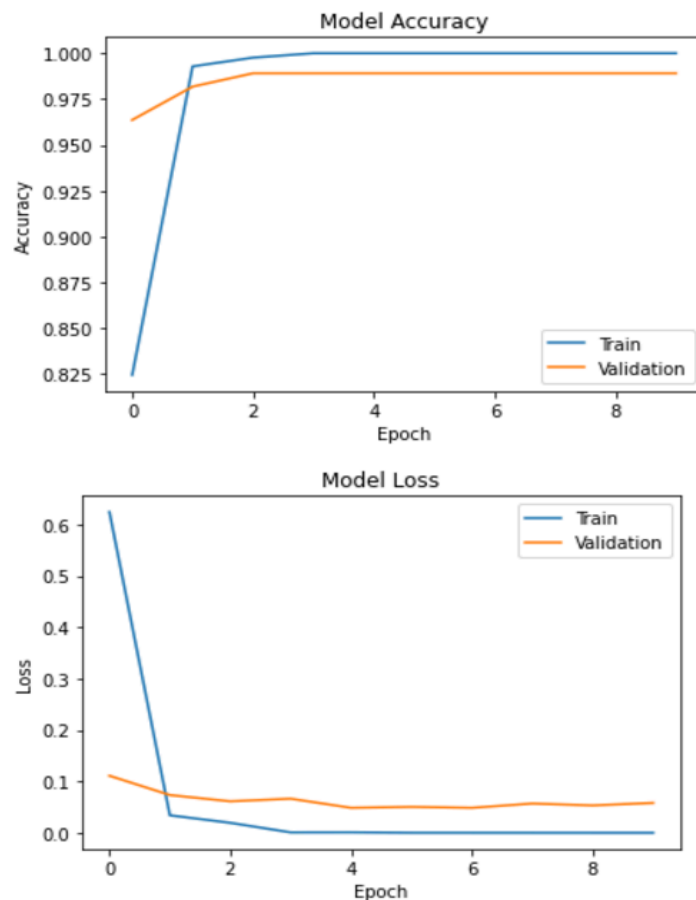 Model Accuracy
1.000
0.975
0.950
0.925
0.900
0.875
0.850
0.825
Accuracy
Train
Validation
0 2 4 6 8
Epoch
Model Loss
0.6
0.5
0.4
0.3
0.2
0.1
0.0
Loss
Train
Validation
0 2 4 6 8
Epoch